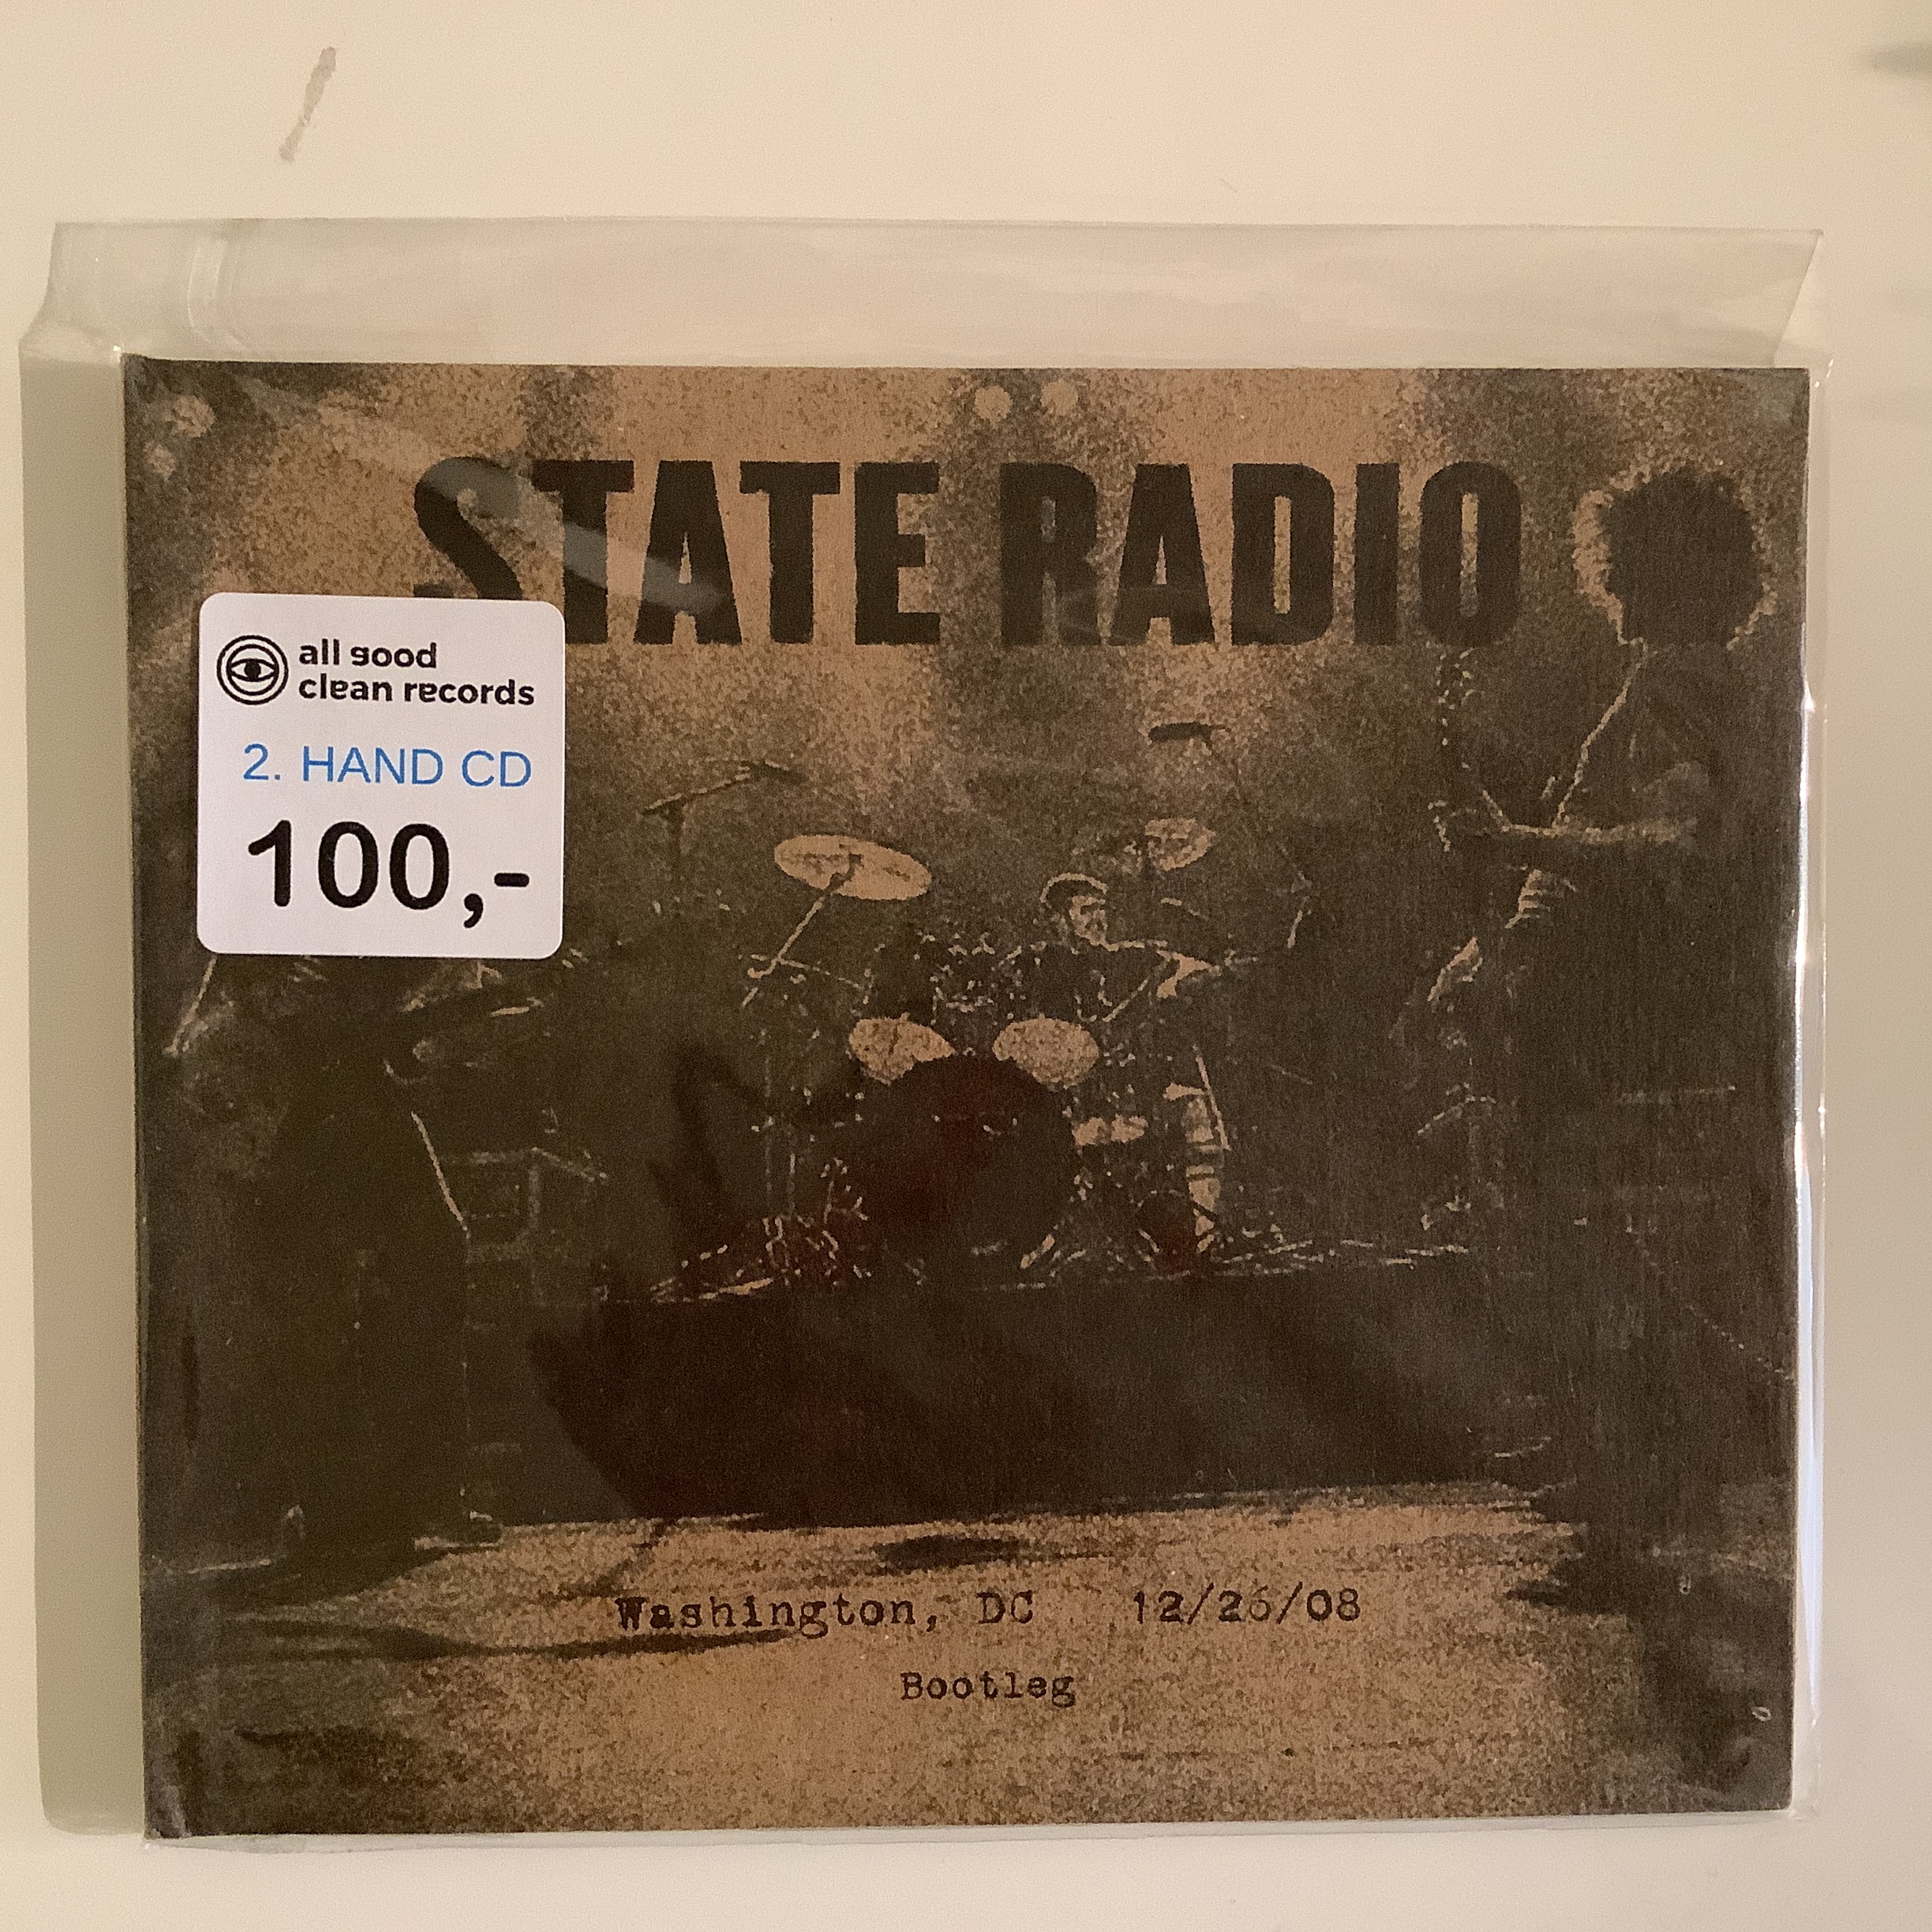 STATE RADIO
all good
clean records
2. HAND CD
100,-
Washington, DC 12/26/08
Bootleg